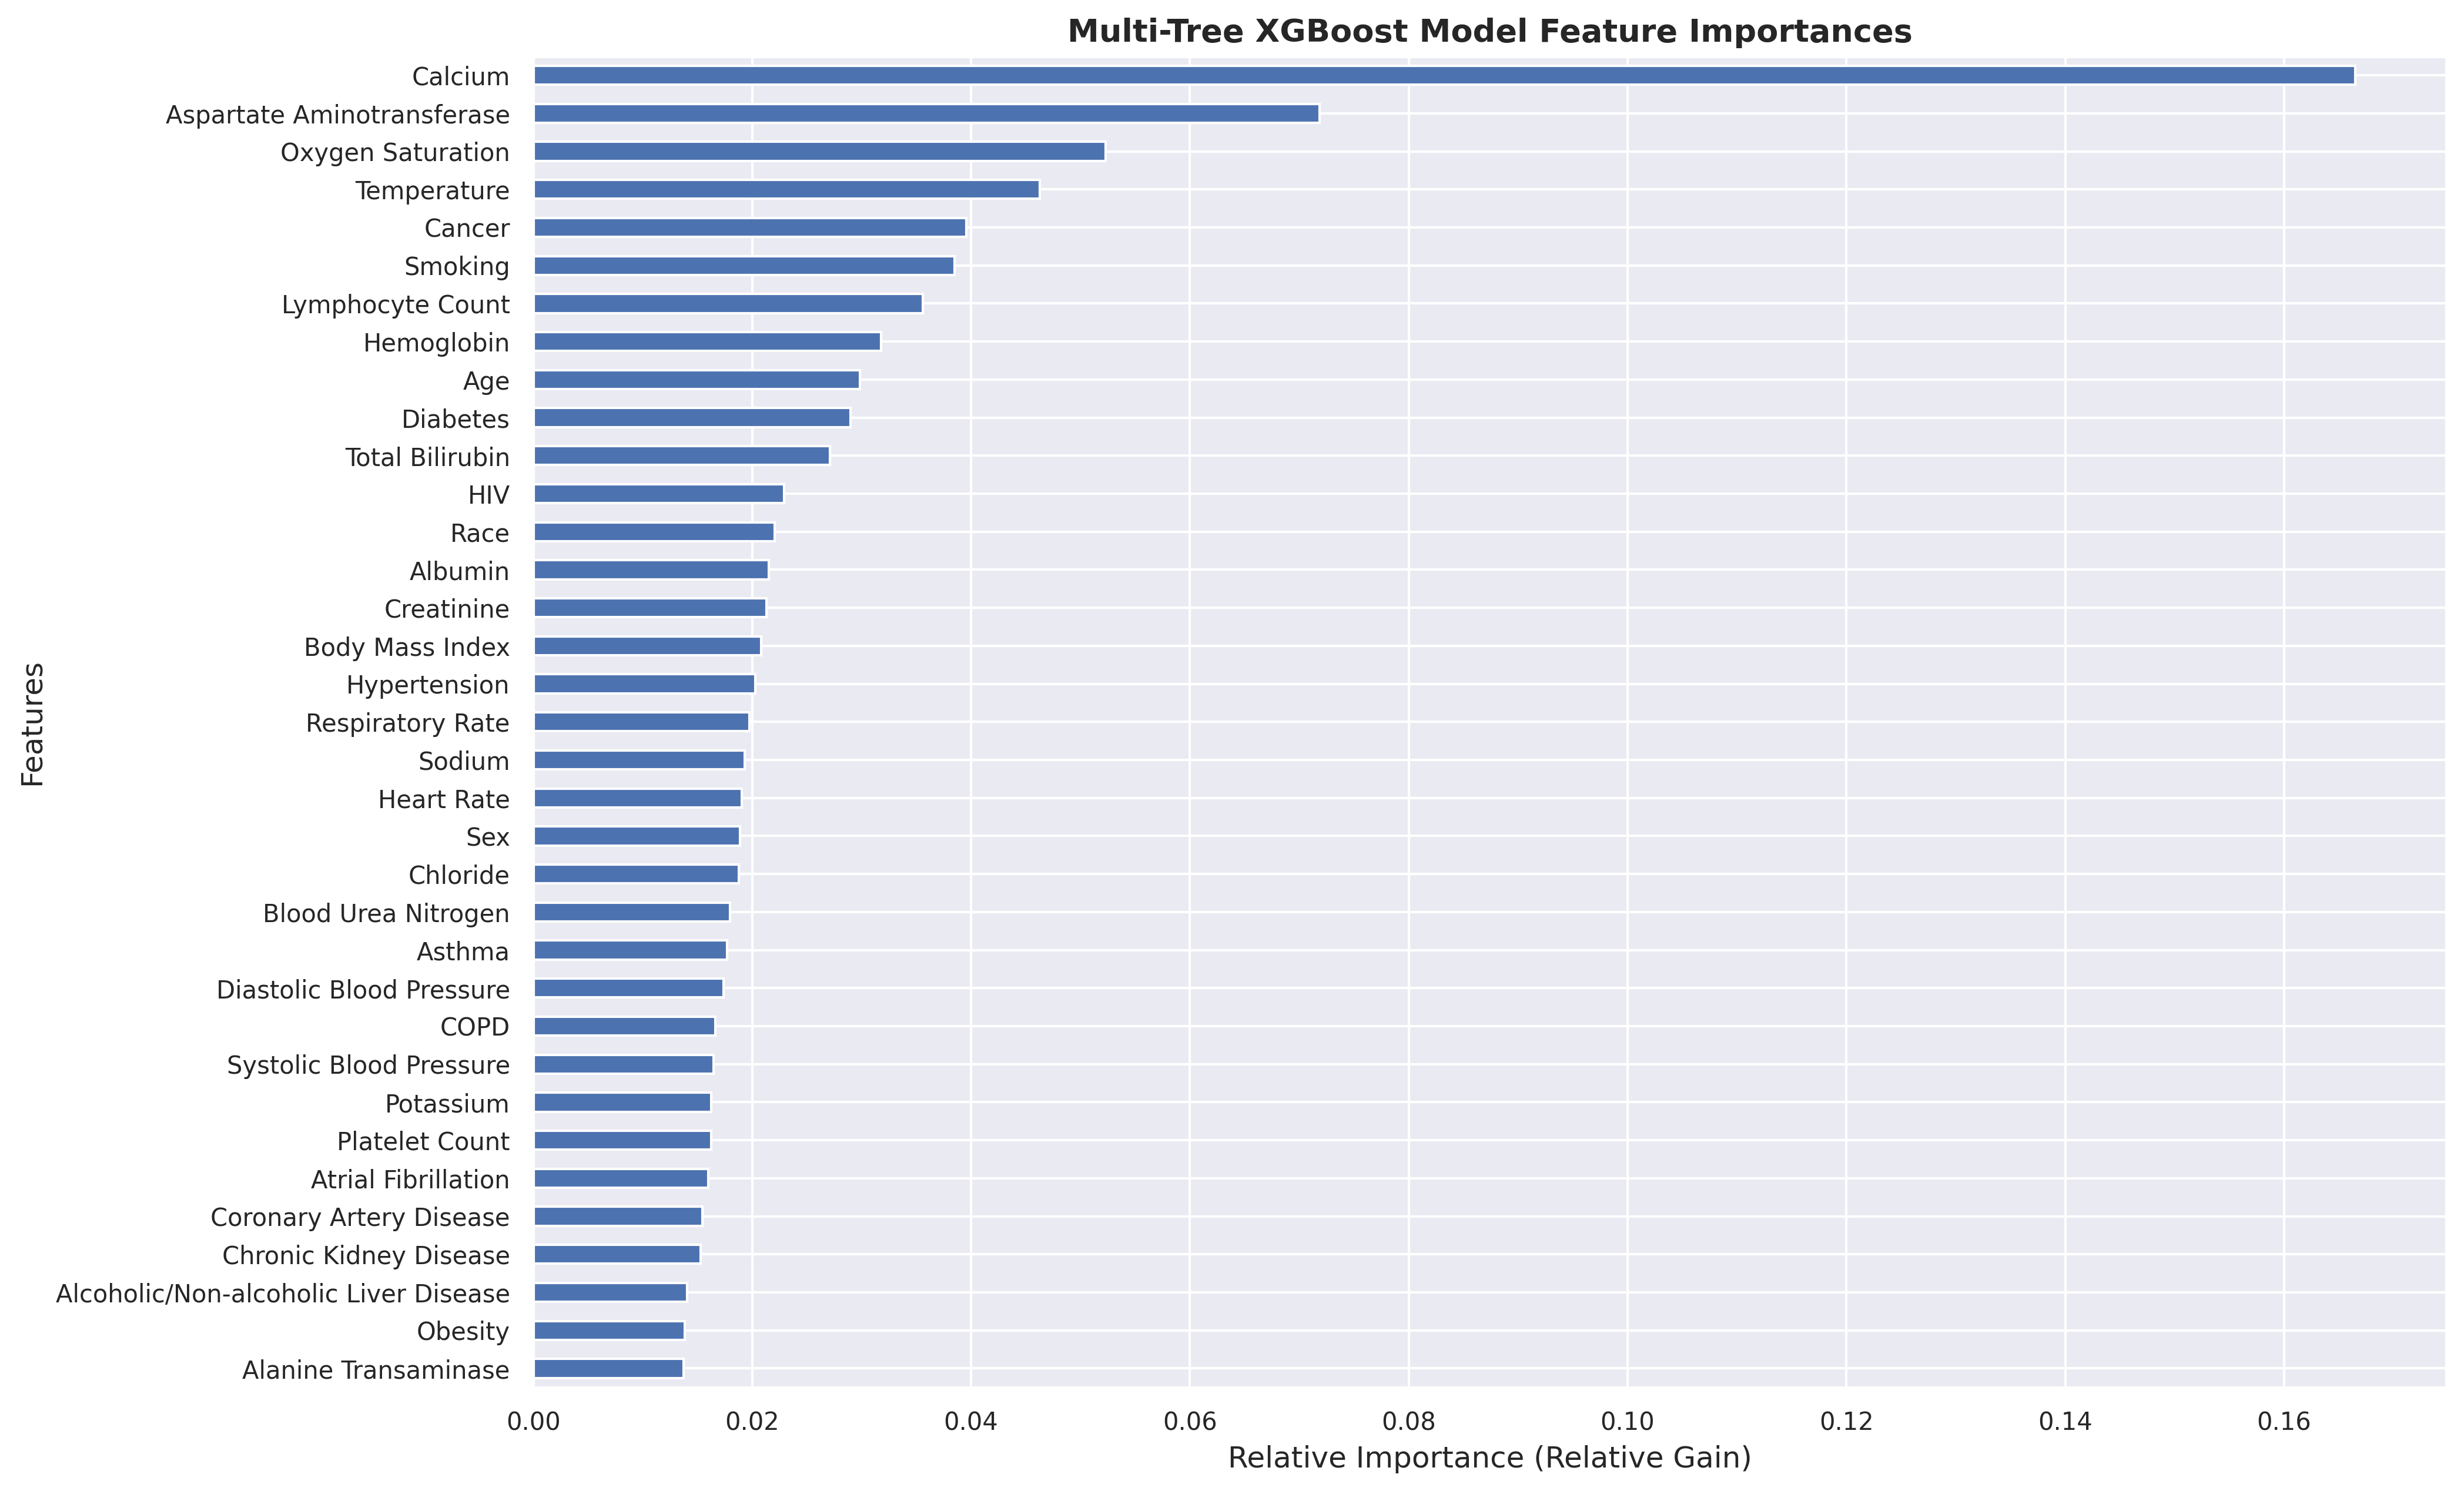 Multi-Tree XGBoost Model Feature Importances
Calcium
Aspartate Aminotransferase
Oxygen Saturation
Temperature
Cancer
Smoking
Lymphocyte Count
Hemoglobin
Age
Diabetes
Total Bilirubin
HIV
Race
Albumin
Creatinine
Body Mass Index
Hypertension
Respiratory Rate
Sodium
Heart Rate
Sex
Chloride
Blood Urea Nitrogen
Asthma
Diastolic Blood Pressure
COPD
Systolic Blood Pressure
Potassium
Platelet Count
Atrial Fibrillation
Coronary Artery Disease
Chronic Kidney Disease
Alcoholic/Non-alcoholic Liver Disease
Obesity
Alanine Transaminase
Features
0.00 0.02 0.04 0.06 0.08 0.10 0.12 0.14 0.16
Relative Importance (Relative Gain)